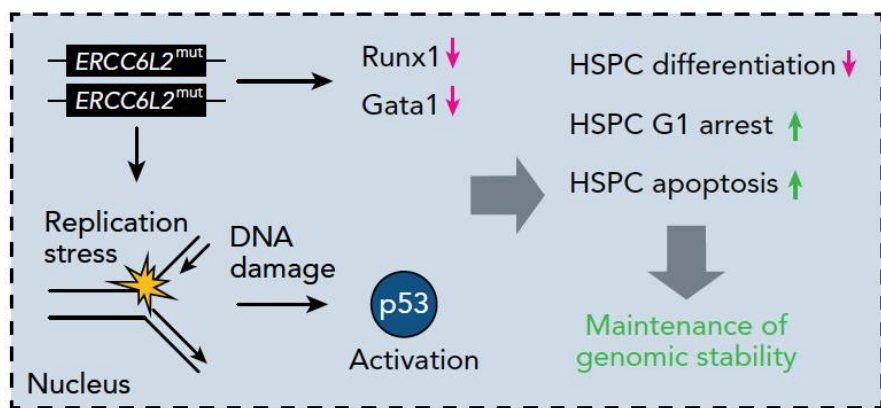 ERCC6L2mut
ERCC6L2mut
Runx1
Gata1
Replication
stress
DNA
damage
p53
Activation
Nucleus
HSPC differentiation
HSPC G1 arrest
HSPC apoptosis
Maintenance of
genomic stability